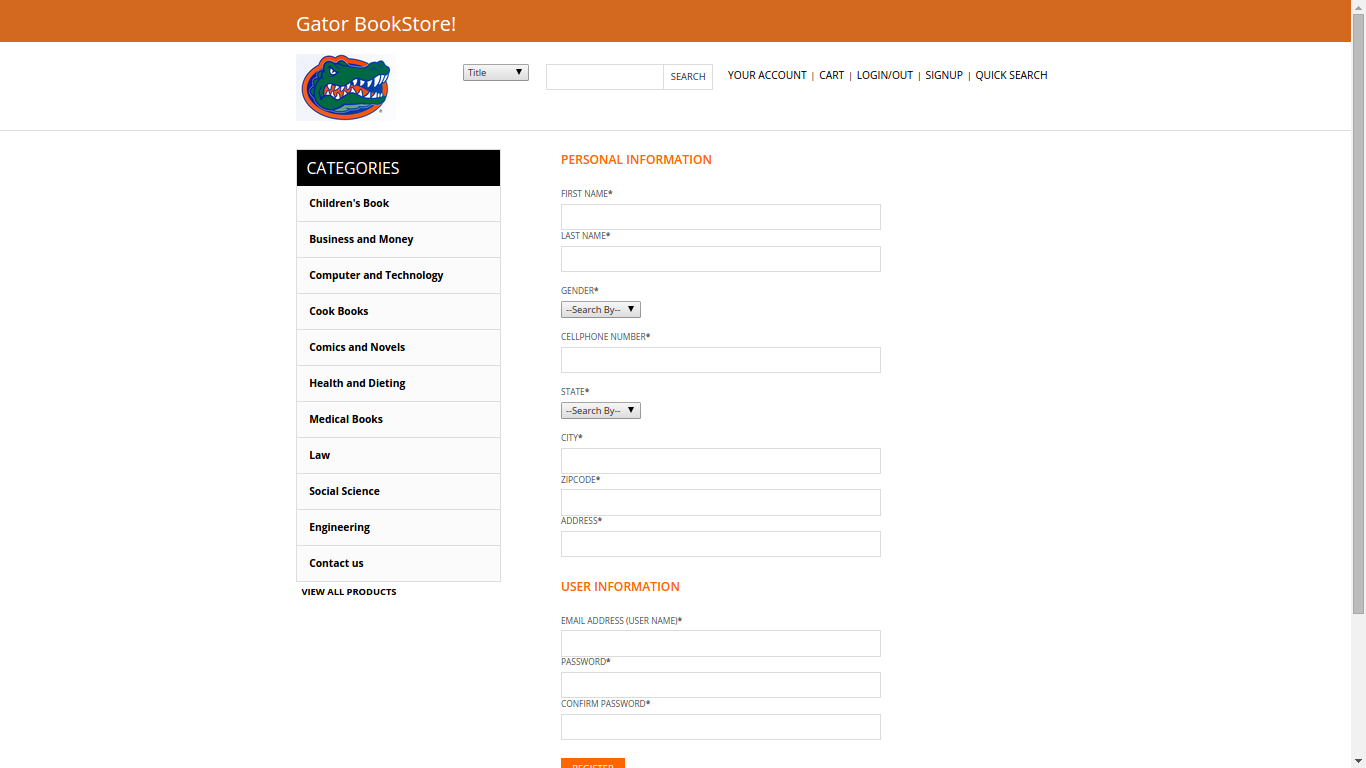 Gator BookStore!
Title
SEARCH
YOUR ACCOUNT | CART | LOGIN/OUT | SIGNUP | QUICK SEARCH
CATEGORIES
Children's Book
Business and Money
Computer and Technology
Cook Books
Comics and Novels
Health and Dieting
Medical Books
Law
Social Science
Engineering
Contact us
VIEW ALL PRODUCTS
PERSONAL INFORMATION
FIRST NAME*
LAST NAME*
GENDER*
--Search By--
CELLPHONE NUMBER*
STATE*
--Search By--
CITY*
ZIPCODE*
ADDRESS*
USER INFORMATION
EMAIL ADDRESS (USER NAME)*
PASSWORD*
CONFIRM PASSWORD*
REGISTER